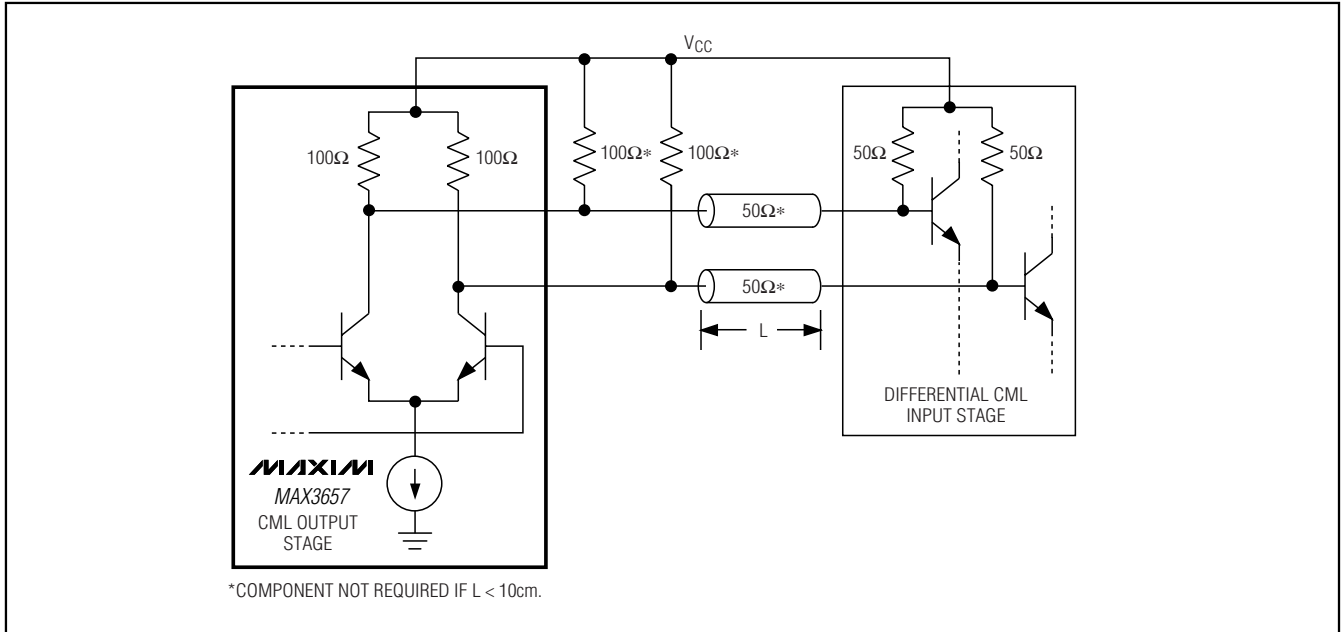 VCC
100Ω
100Ω
100Ω*
100Ω*
50Ω
50Ω
50Ω*
50Ω*
L
DIFFERENTIAL CML
INPUT STAGE
MAXIM
MAX3657
CML OUTPUT
STAGE
*COMPONENT NOT REQUIRED IF L < 10cm.